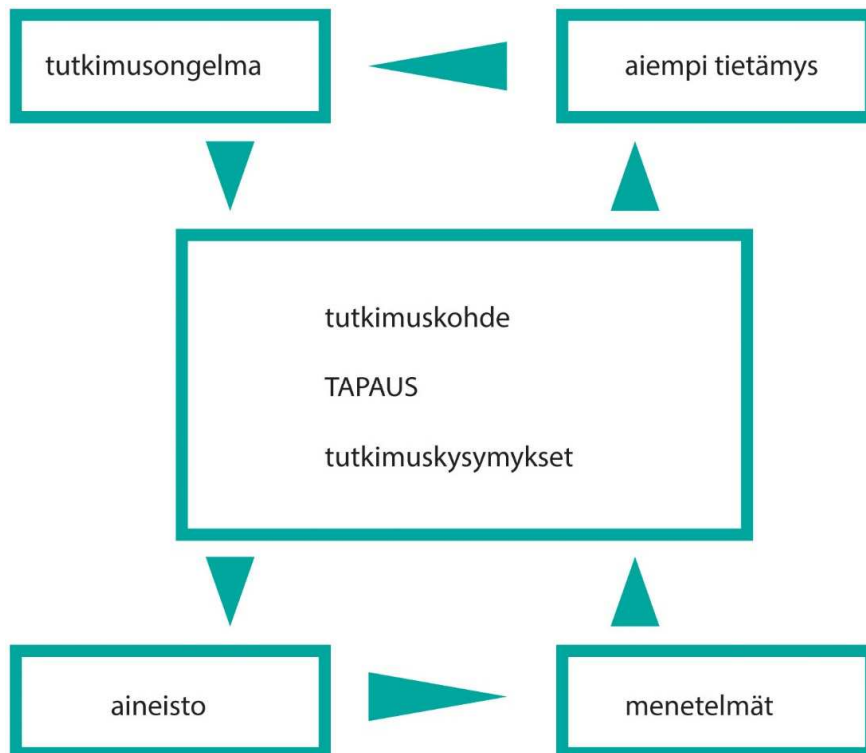 tutkimusongelma
aiempi tietämys
tutkimuskohde
TAPAUS
tutkimuskysymykset
aineisto
menetelmät